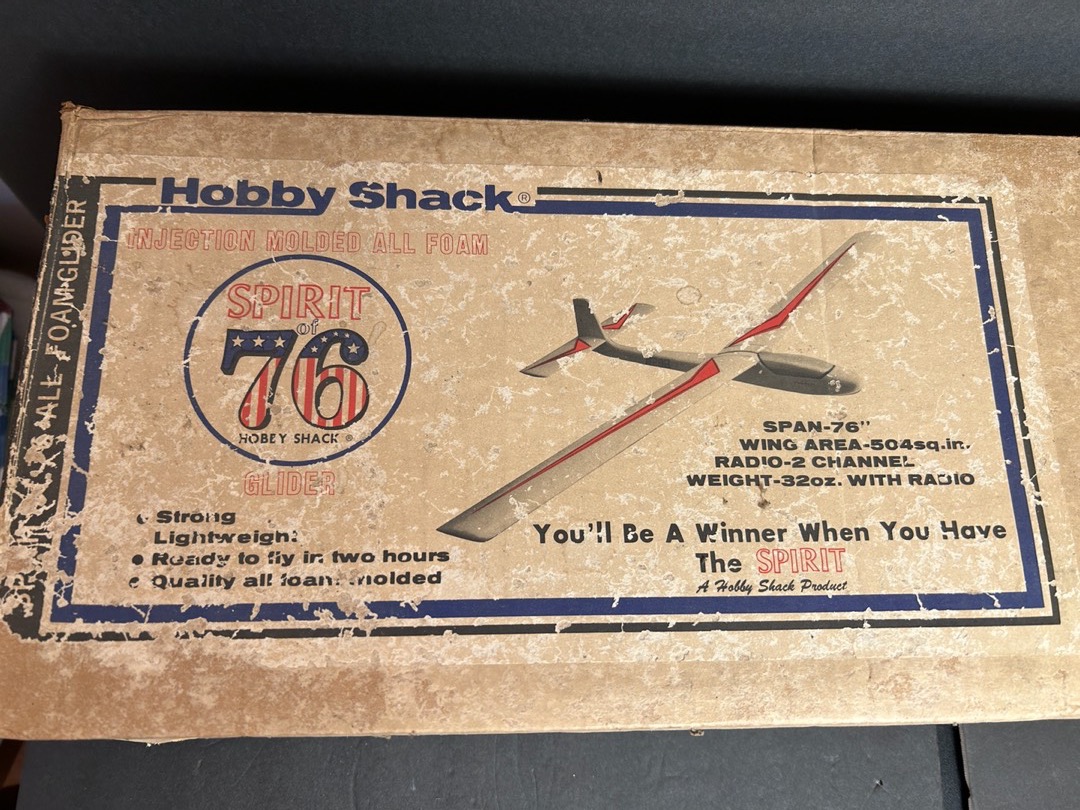 Hobby Shack®
INJECTION MOLDED ALL FOAM
SPIRIT
of
76
HOBBY SHACK ®
GLIDER
• Strong
Lightweight
• Ready to fly in two hours
• Quality all foam molded
SPAN-76"
WING AREA-504sq.in.
RADIO-2 CHANNEL
WEIGHT-32oz. WITH RADIO
You'll Be A Winner When You Have
The SPIRIT
A Hobby Shack Product
ALL FOAM GLIDER